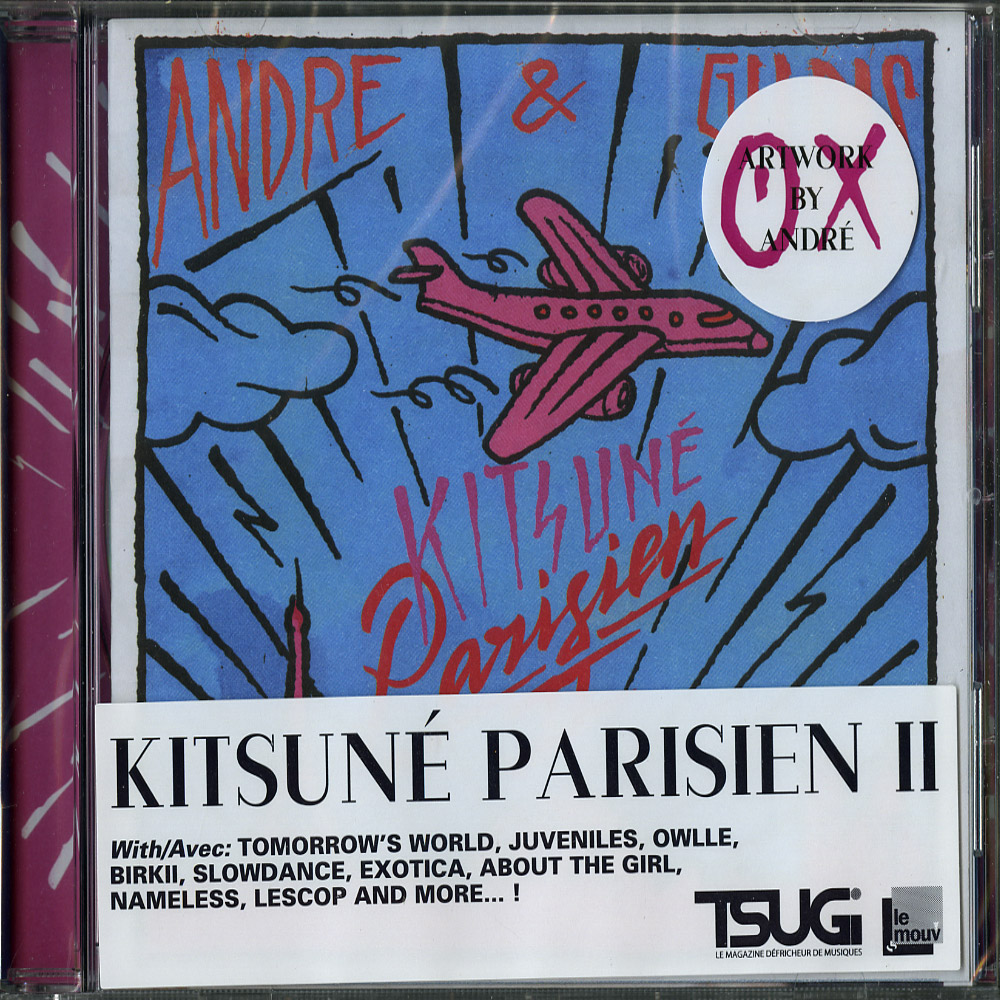 ANDRE &
OX
ARTWORK
BY
ANDRÉ
KITSUNÉ
Parisien
KITSUNÉ PARISIEN II
With/Avec: TOMORROW'S WORLD, JUVENILES, OWLLE,
BIRKII, SLOWDANCE, EXOTICA, ABOUT THE GIRL,
NAMELESS, LESCOP AND MORE... !
TSUGi
LE MAGAZINE DÉFRICHEUR DE MUSIQUES
le
mouv